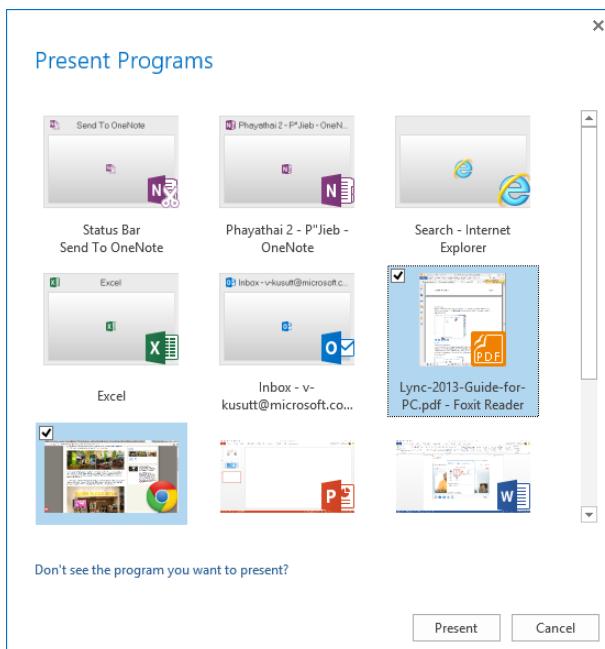 Present Programs
Send To OneNote
Phayathai 2 - P"Jieb - OneN...
Status Bar
Send To OneNote
Phayathai 2 - P"Jieb -
OneNote
Search - Internet
Explorer
Excel
Inbox - v-kusutt@microsoft.c...
PDF
Excel
Inbox - v-
kusutt@microsoft.co...
Lync-2013-Guide-for-
PC.pdf - Foxit Reader
Don't see the program you want to present?
Present
Cancel